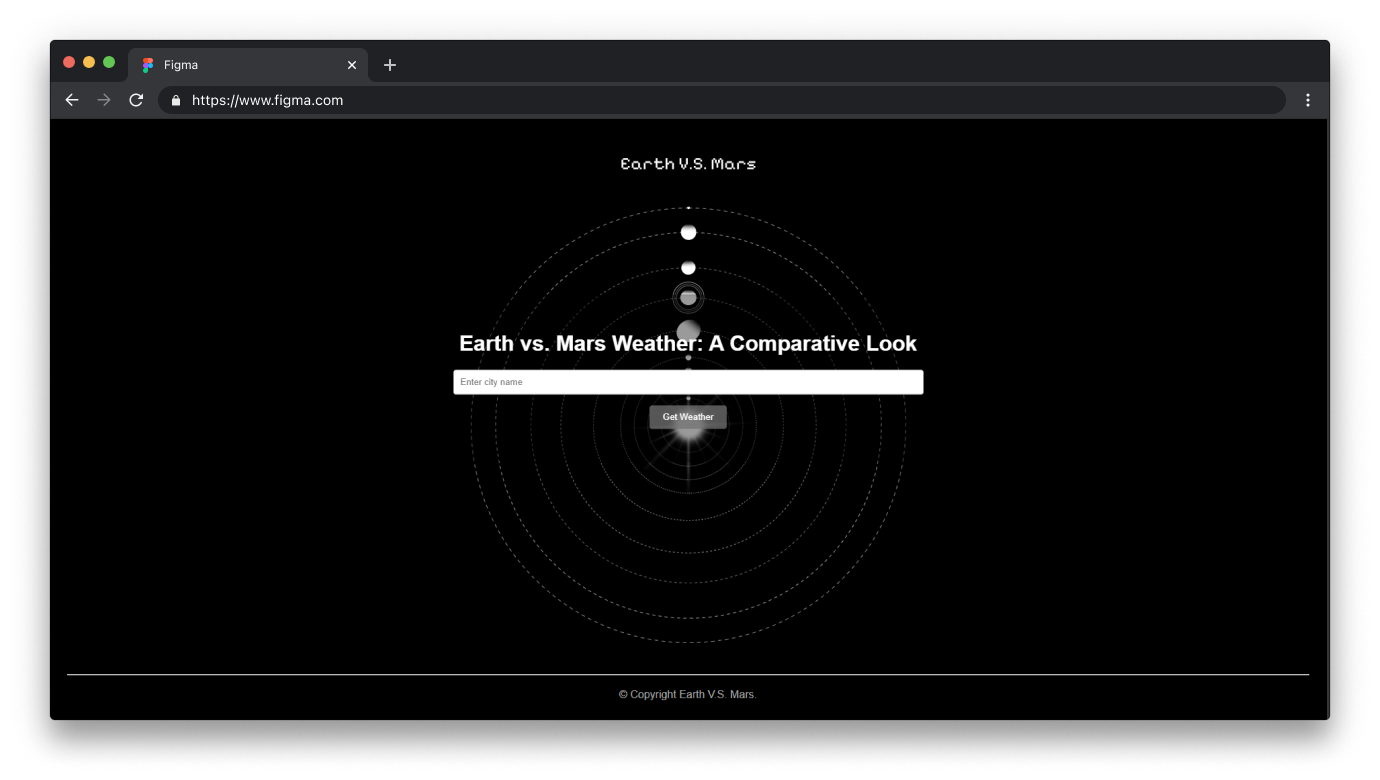 Figma
https://www.figma.com
Earth V.S. Mars
Earth vs. Mars Weather: A Comparative Look
Enter city name
Get Weather
© Copyright Earth V.S. Mars.